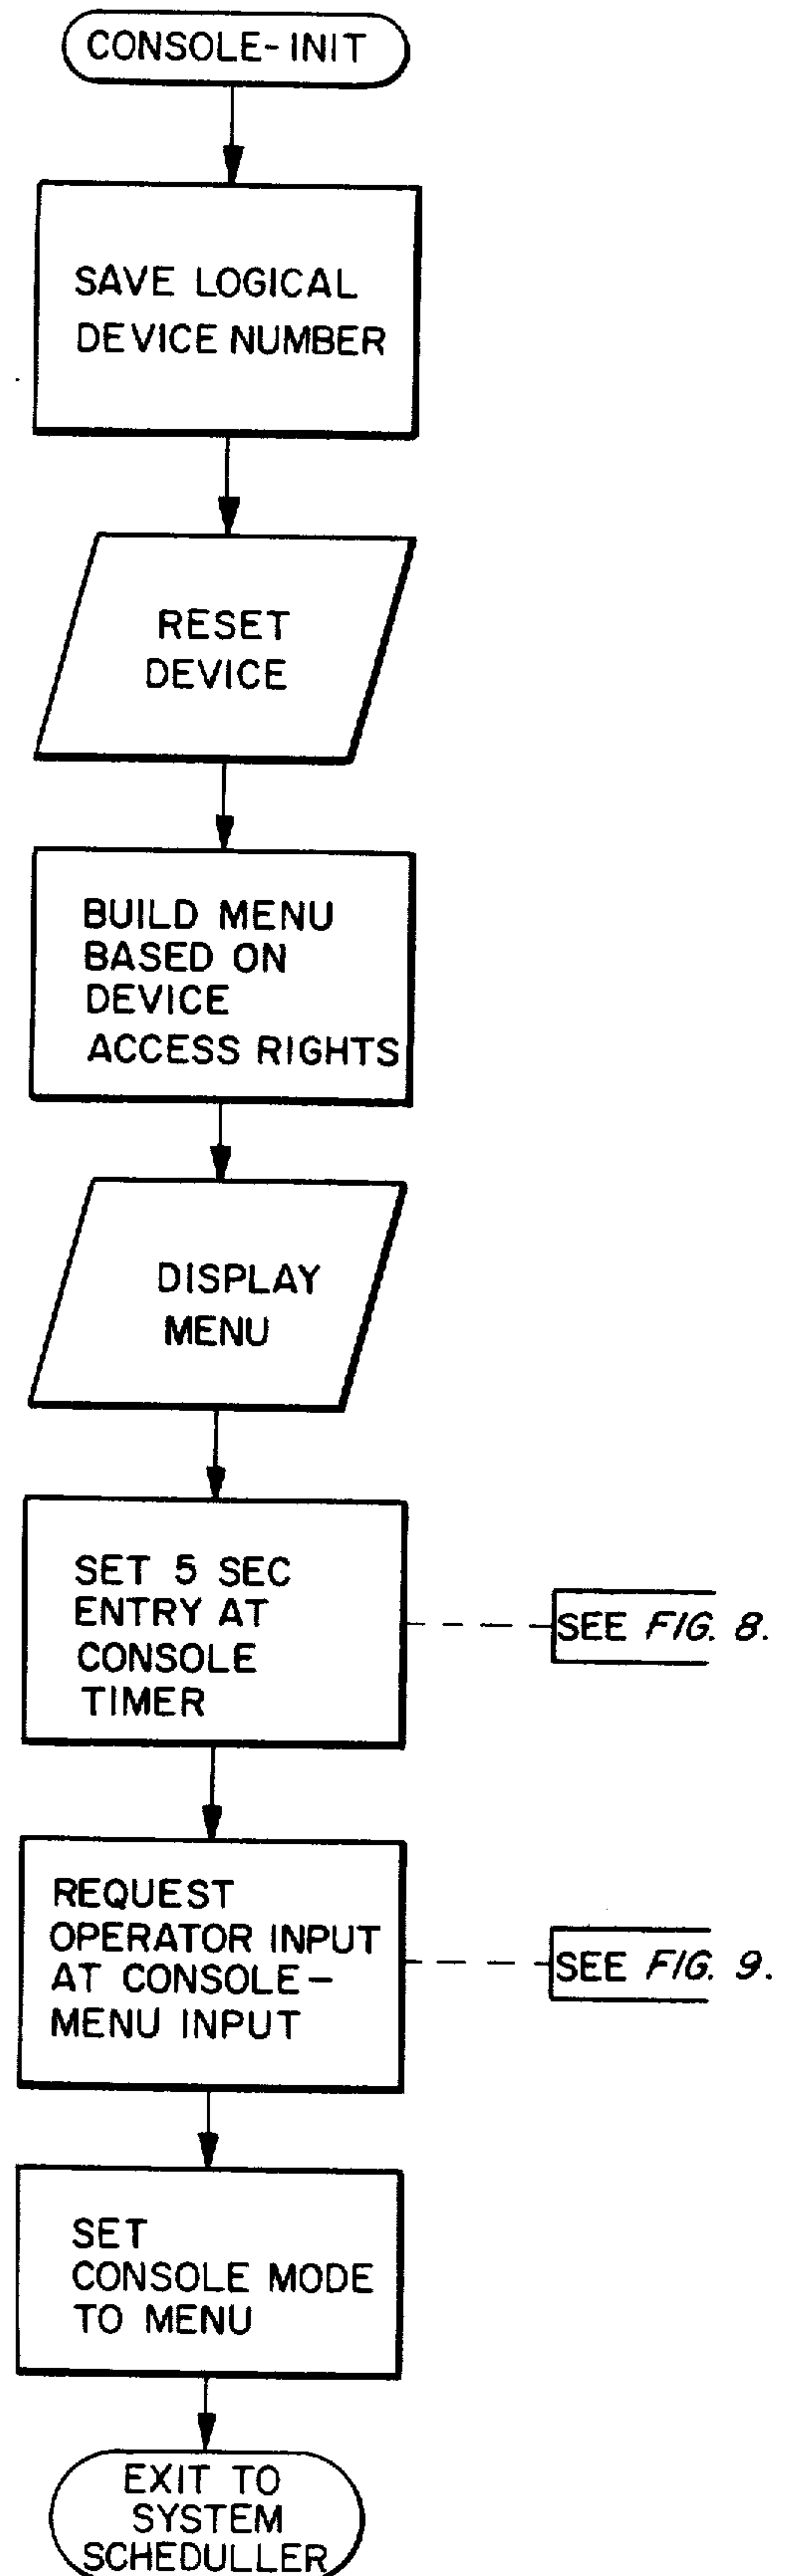 CONSOLE-INIT
SAVE LOGICAL
DEVICE NUMBER
RESET
DEVICE
BUILD MENU
BASED ON
DEVICE
ACCESS RIGHTS
DISPLAY
MENU
SET 5 SEC
ENTRY AT
CONSOLE
TIMER
SEE FIG. 8.
REQUEST
OPERATOR INPUT
AT CONSOLE-
MENU INPUT
SEE FIG. 9.
SET
CONSOLE MODE
TO MENU
EXIT TO
SYSTEM
SCHEDULLER